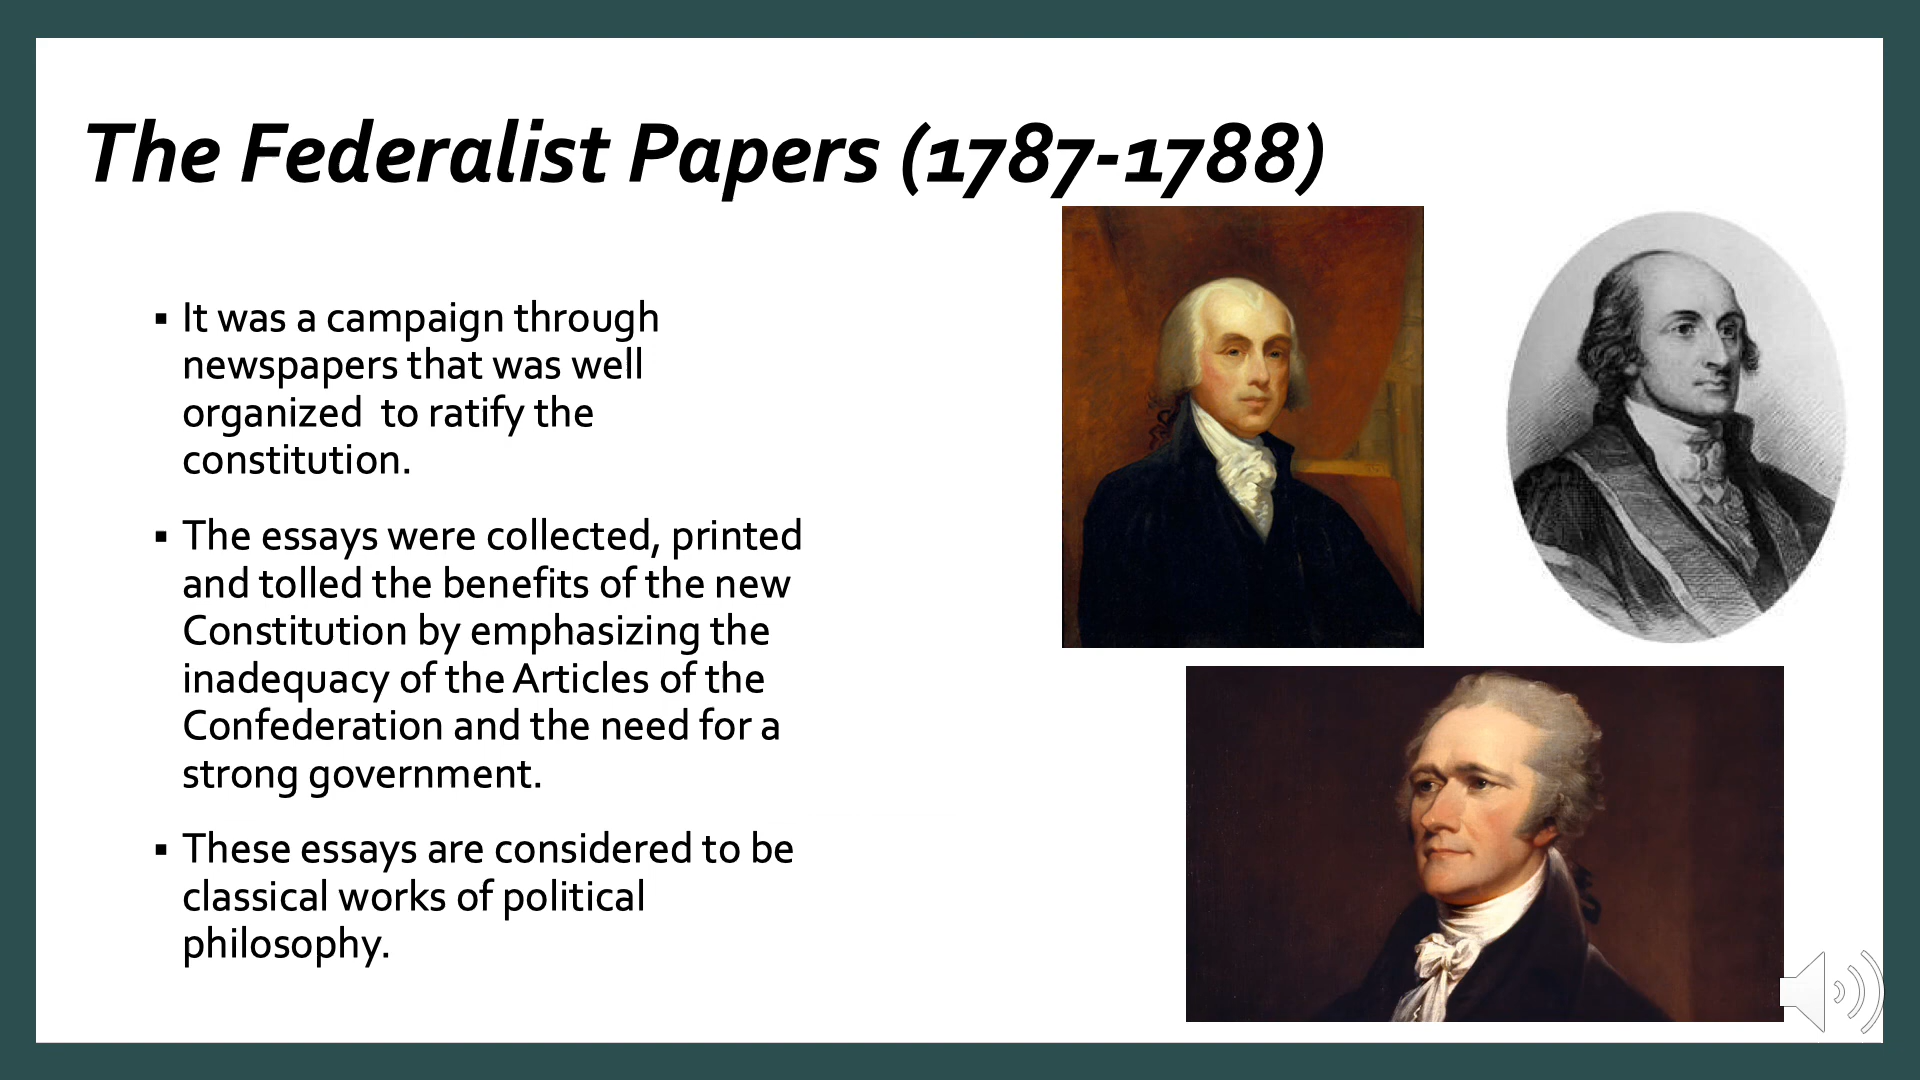 The Federalist Papers (1787-1788)
▪ It was a campaign through
newspapers that was well
organized  to ratify the
constitution.
▪ The essays were collected, printed
and tolled the benefits of the new
Constitution by emphasizing the
inadequacy of the Articles of the
Confederation and the need for a
strong government.
▪ These essays are considered to be
classical works of political
philosophy.